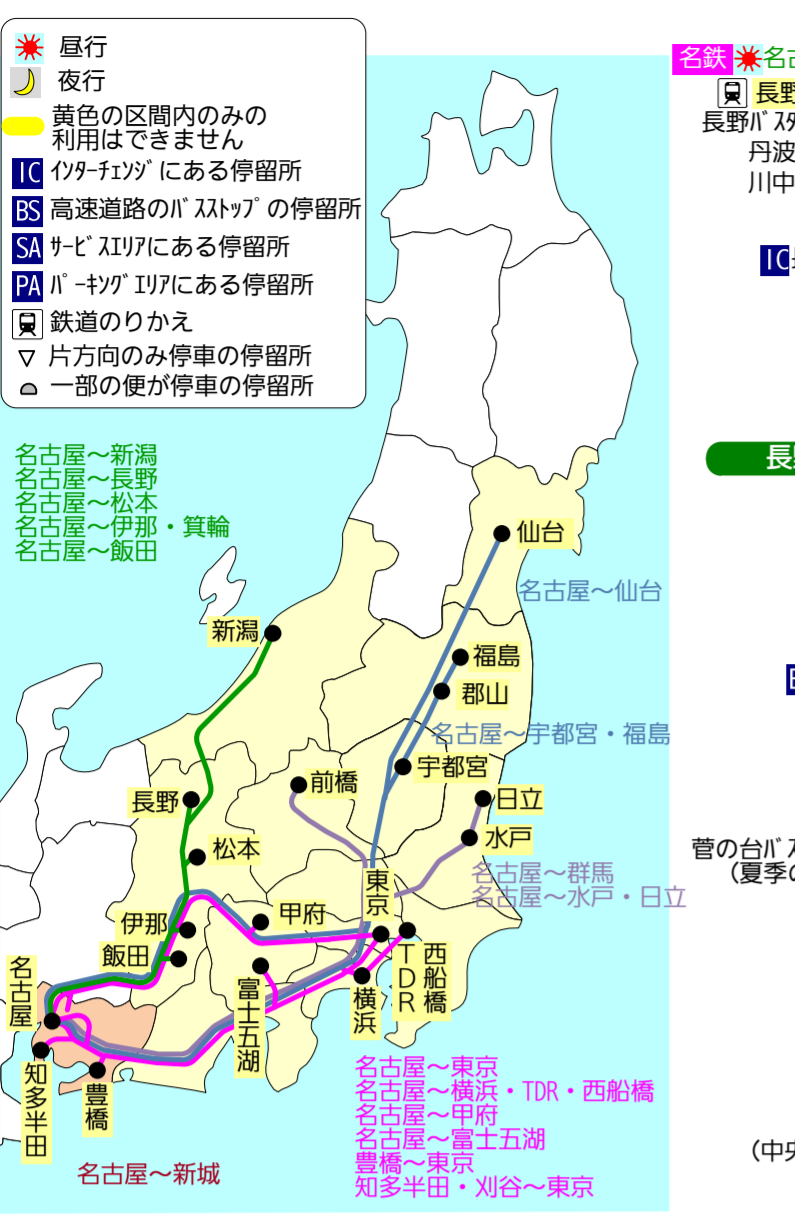 昼行
夜行
黄色の区間内のみの
利用はできません
IC ｲﾝﾀｰﾁｪﾝｼﾞにある停留所
BS 高速道路のﾊﾞｽｽﾄｯﾌﾟの停留所
SA ｻｰﾋﾞｽｴﾘｱにある停留所
PA ﾊﾟｰｷﾝｸﾞｴﾘｱにある停留所
鉄道のりかえ
▽ 片方向のみ停車の停留所
一部の便が停車の停留所
名古屋～新潟
名古屋～長野
名古屋～松本
名古屋～伊那・箕輪
名古屋～飯田
仙台
名古屋～仙台
新潟
福島
郡山
名古屋～宇都宮・福島
宇都宮
前橋
日立
長野
水戸
松本
名古屋～群馬
名古屋～水戸・日立
東京
甲府
伊那
飯田
名古屋
富士五湖
横浜
TDR
西船橋
知多半田
豊橋
名古屋～新城
名古屋～東京
名古屋～横浜・TDR・西船橋
名古屋～甲府
名古屋～富士五湖
豊橋～東京
知多半田・刈谷～東京
名鉄 名
長野
長野ﾊﾞｽ
丹波
川中
IC
長
菅の台ﾊﾞ
（夏季の
（中央